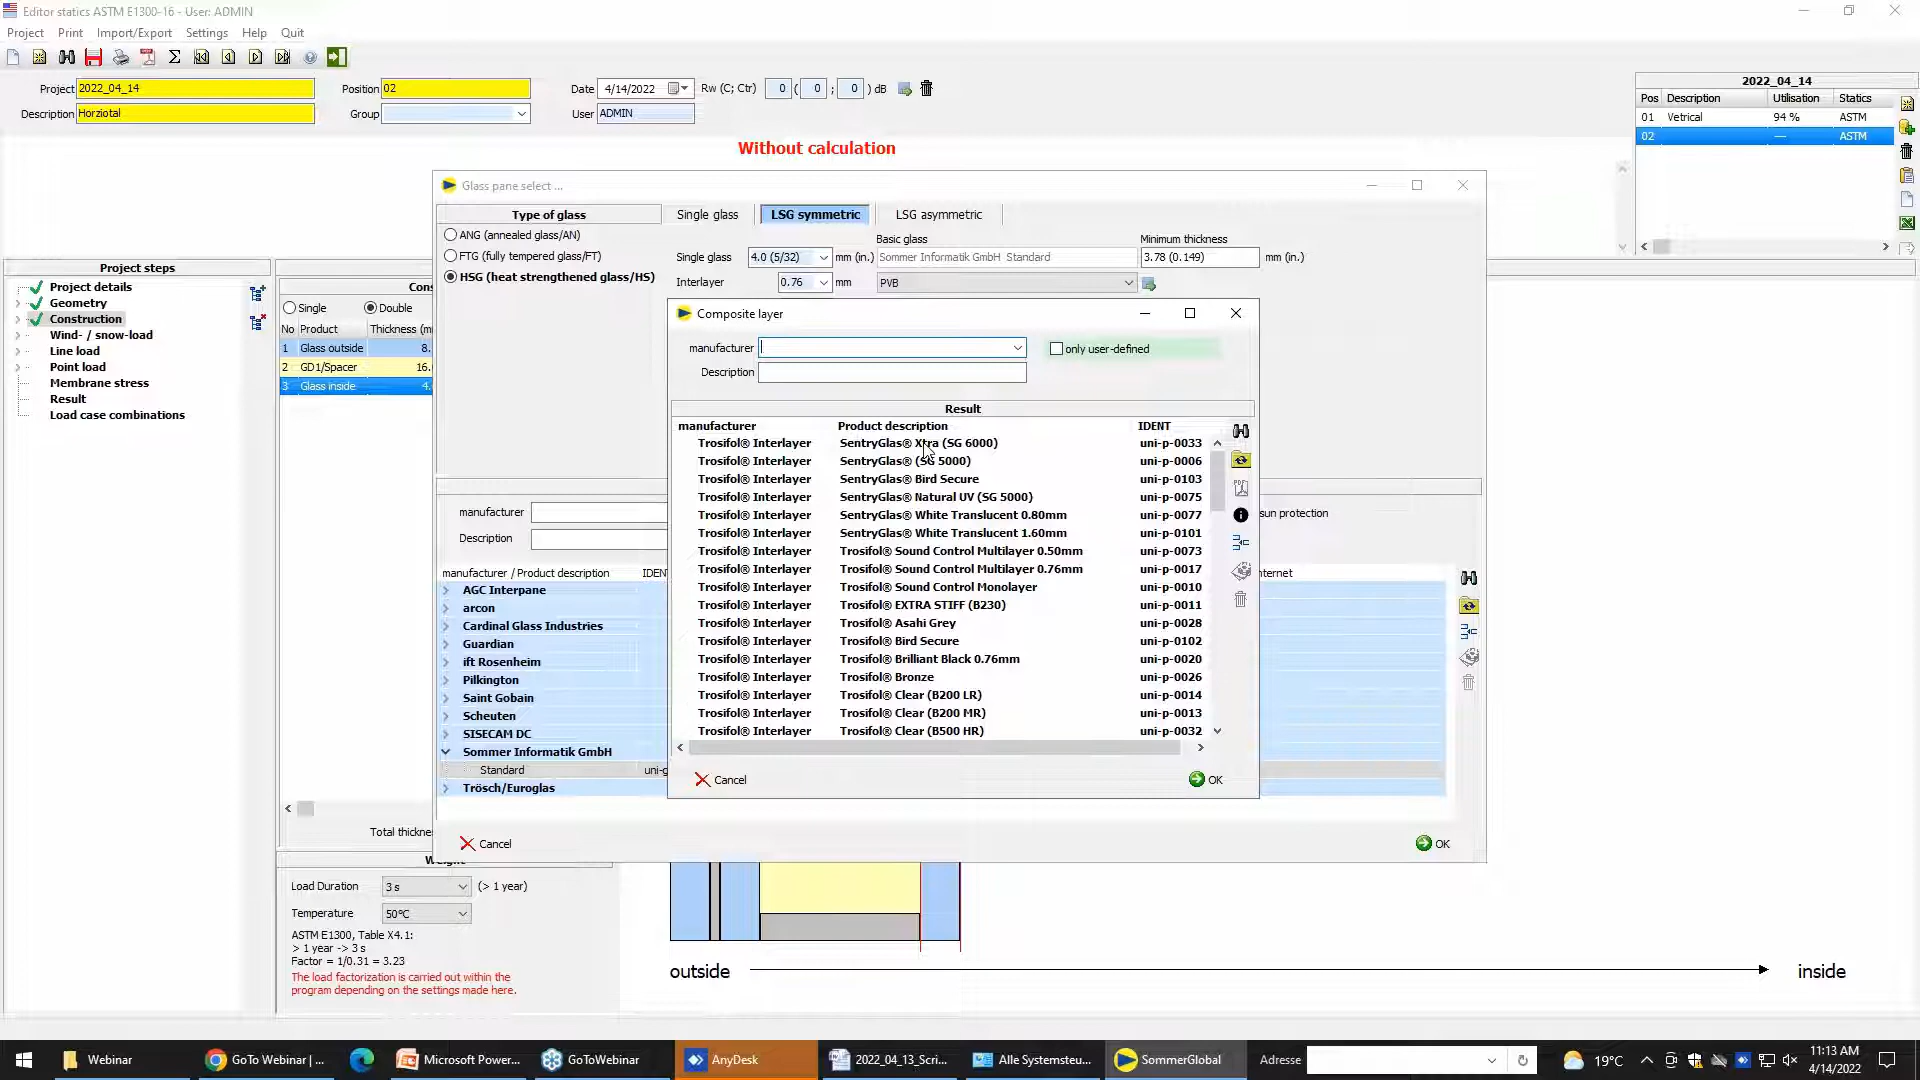 Editor statics ASTM E1300-16 - User: ADMIN
Project Print Import/Export Settings Help Quit
Project 2022_04_14 Position 02 Date 4/14/2022 Rw (C; Ctr) 0 ( 0 ; 0 ) dB
Description Horziotal Group User ADMIN
2022_04_14
Pos Description Utilisation Statics
01 Vetrical 94 % ASTM
02 — ASTM
Without calculation
Project steps
Project details
Geometry
Construction
Wind- / snow-load
Line load
Point load
Membrane stress
Result
Load case combinations
Single Double
No Product Thickness (m
1 Glass outside 8.
2 GD1/Spacer 16.
3 Glass inside 4.
Total thickne
Weight
Load Duration 3 s (> 1 year)
Temperature 50°C
ASTM E1300, Table X4.1:
> 1 year -> 3 s
Factor = 1/0.31 = 3.23
The load factorization is carried out within the
program depending on the settings made here.
Glass pane select ...
Type of glass Single glass LSG symmetric LSG asymmetric
ANG (annealed glass/AN)
FTG (fully tempered glass/FT)
HSG (heat strengthened glass/HS)
Basic glass Minimum thickness
Single glass 4.0 (5/32) mm (in.) Sommer Informatik GmbH Standard 3.78 (0.149) mm (in.)
Interlayer 0.76 mm PVB
manufacturer
Description
sun protection
manufacturer / Product description IDEN
AGC Interpane
arcon
Cardinal Glass Industries
Guardian
ift Rosenheim
Pilkington
Saint Gobain
Scheuten
SISECAM DC
Sommer Informatik GmbH
Standard uni-g
Trösch/Euroglas
Cancel OK
Composite layer
manufacturer only user-defined
Description
Result
manufacturer Product description IDENT
Trosifol® Interlayer SentryGlas® Xtra (SG 6000) uni-p-0033
Trosifol® Interlayer SentryGlas® (SG 5000) uni-p-0006
Trosifol® Interlayer SentryGlas® Bird Secure uni-p-0103
Trosifol® Interlayer SentryGlas® Natural UV (SG 5000) uni-p-0075
Trosifol® Interlayer SentryGlas® White Translucent 0.80mm uni-p-0077
Trosifol® Interlayer SentryGlas® White Translucent 1.60mm uni-p-0101
Trosifol® Interlayer Trosifol® Sound Control Multilayer 0.50mm uni-p-0073
Trosifol® Interlayer Trosifol® Sound Control Multilayer 0.76mm uni-p-0017
Trosifol® Interlayer Trosifol® Sound Control Monolayer uni-p-0010
Trosifol® Interlayer Trosifol® EXTRA STIFF (B230) uni-p-0011
Trosifol® Interlayer Trosifol® Asahi Grey uni-p-0028
Trosifol® Interlayer Trosifol® Bird Secure uni-p-0102
Trosifol® Interlayer Trosifol® Brilliant Black 0.76mm uni-p-0020
Trosifol® Interlayer Trosifol® Bronze uni-p-0026
Trosifol® Interlayer Trosifol® Clear (B200 LR) uni-p-0014
Trosifol® Interlayer Trosifol® Clear (B200 MR) uni-p-0013
Trosifol® Interlayer Trosifol® Clear (B500 HR) uni-p-0032
Cancel OK
outside inside
Webinar GoTo Webinar | ... Microsoft Power... GoToWebinar AnyDesk 2022_04_13_Scri... Alle Systemsteu... SommerGlobal Adresse 19°C 11:13 AM
4/14/2022